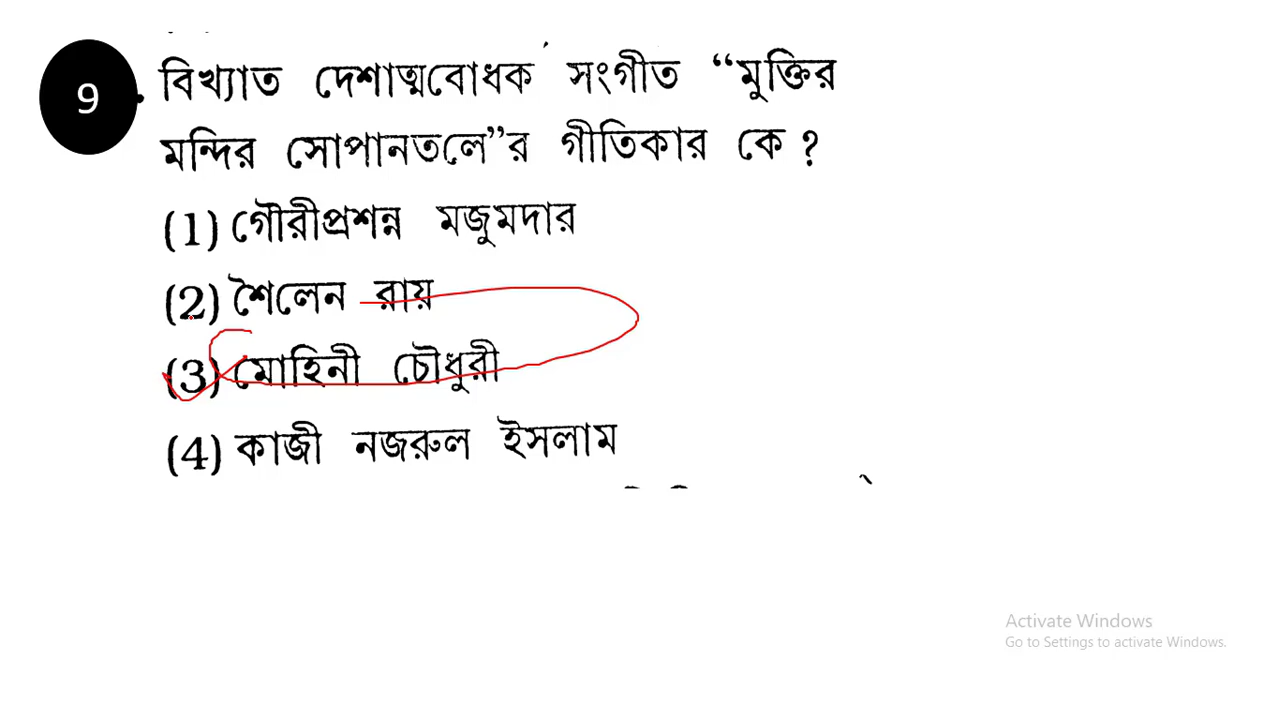 9
বিখ্যাত দেশাত্মবোধক সংগীত “মুক্তির
মন্দির সোপানতলে”র গীতিকার কে ?
(1) গৌরীপ্রশন্ন মজুমদার
(2) শৈলেন রায়
(3) মোহিনী চৌধুরী
(4) কাজী নজরুল ইসলাম
Activate Windows
Go to Settings to activate Windows.